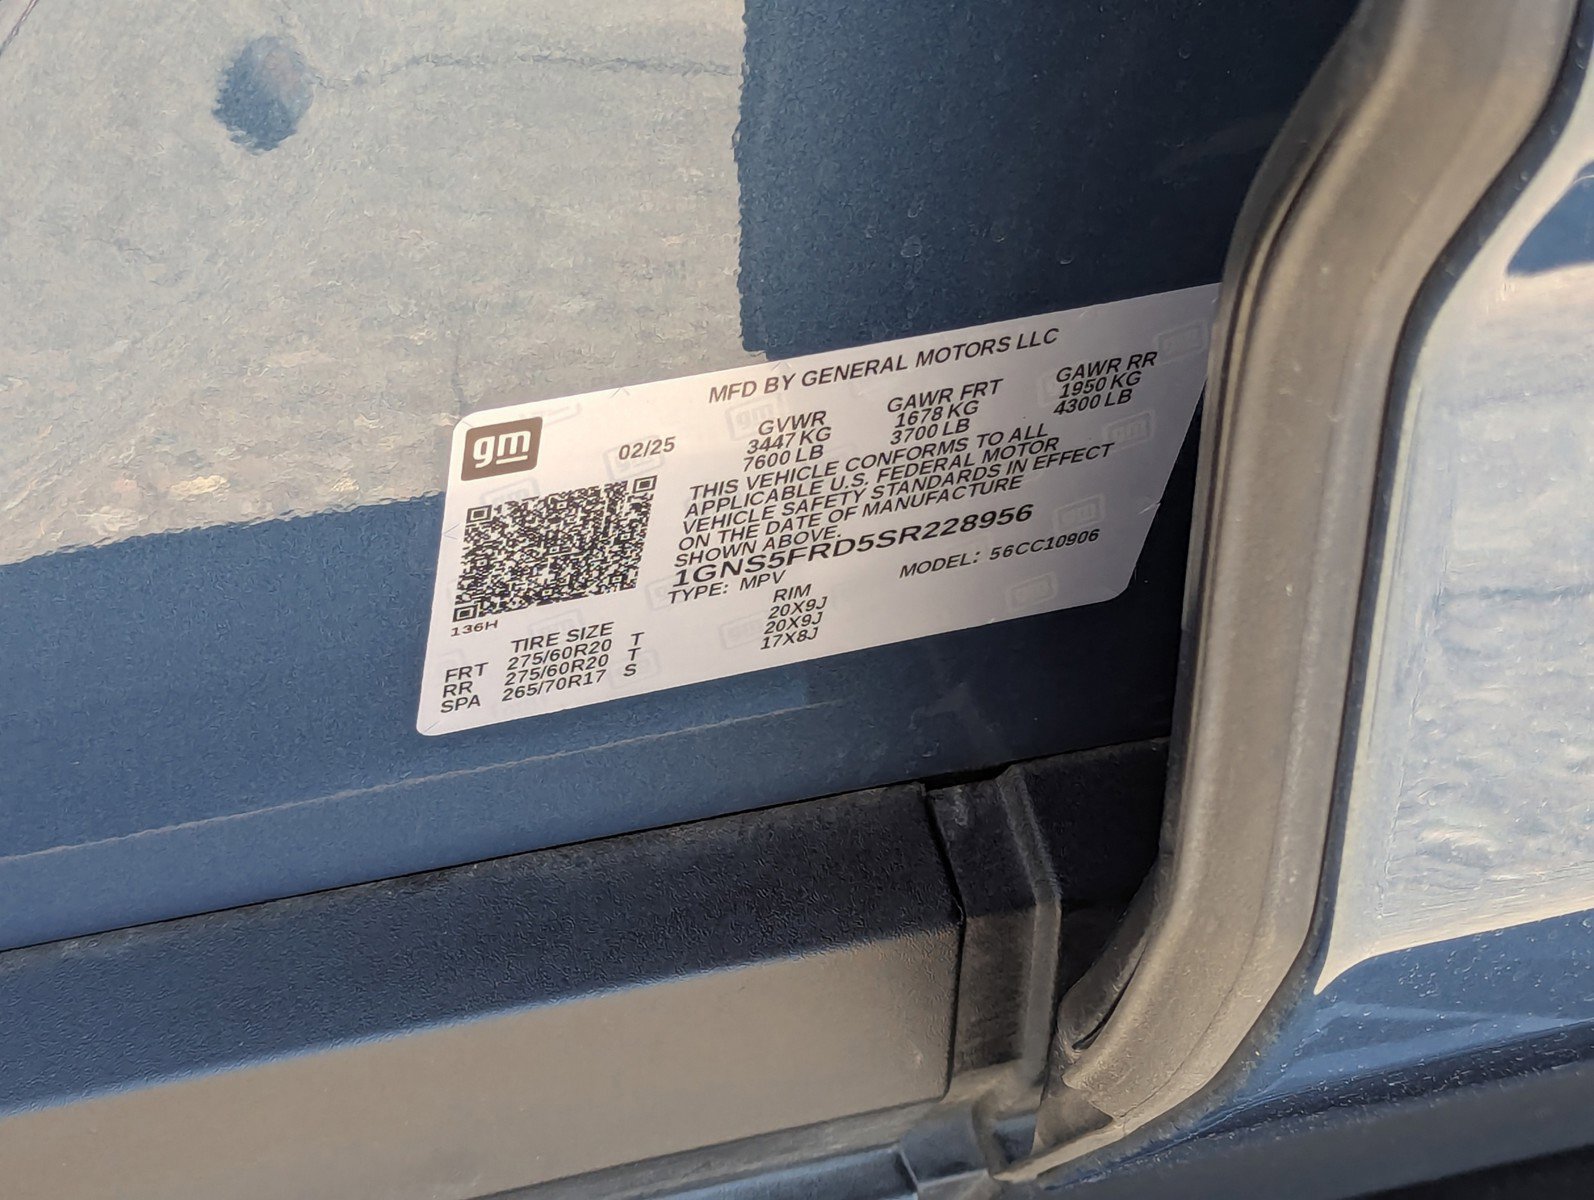 MFD BY GENERAL MOTORS LLC
gm
02/25
GVWR GAWR FRT GAWR RR
3447 KG 1678 KG 1950 KG
7600 LB 3700 LB 4300 LB
THIS VEHICLE CONFORMS TO ALL
APPLICABLE U.S. FEDERAL MOTOR
VEHICLE SAFETY STANDARDS IN EFFECT
ON THE DATE OF MANUFACTURE
SHOWN ABOVE.
1GNS5FRD5SR228956
TYPE: MPV MODEL: 56CC10906
136H
TIRE SIZE RIM
FRT 275/60R20 T 20X9J
RR 275/60R20 T 20X9J
SPA 265/70R17 S 17X8J